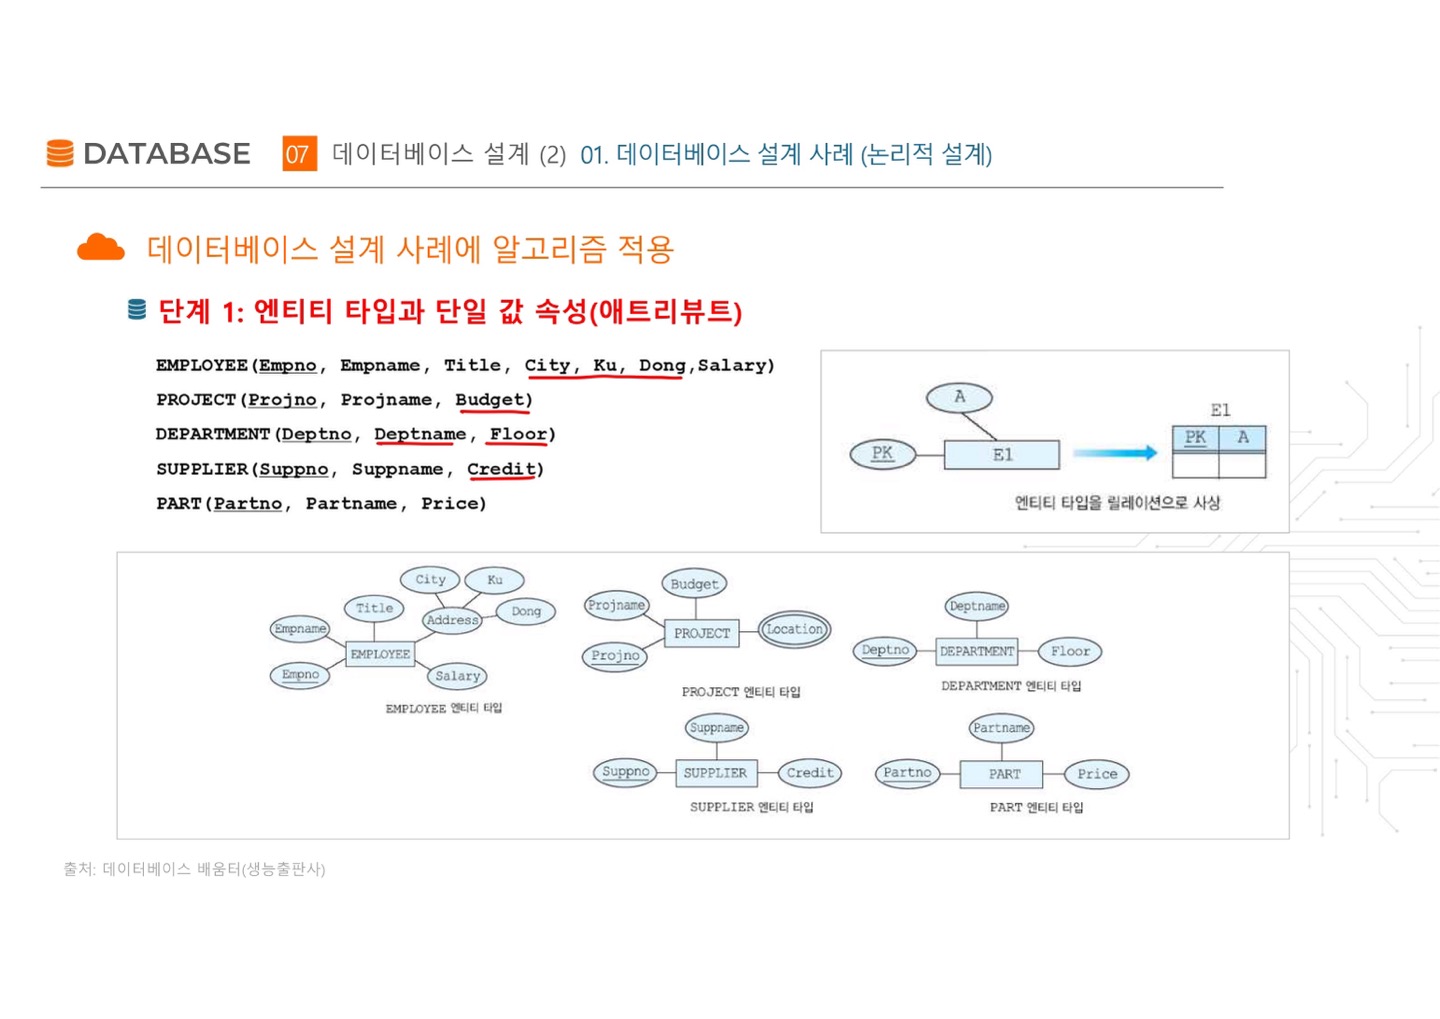 DATABASE 07 데이터베이스 설계 (2) 01. 데이터베이스 설계 사례 (논리적 설계)
데이터베이스 설계 사례에 알고리즘 적용
단계 1: 엔티티 타입과 단일 값 속성(애트리뷰트)
EMPLOYEE(Empno, Empname, Title, City, Ku, Dong,Salary)
PROJECT(Projno, Projname, Budget)
DEPARTMENT(Deptno, Deptname, Floor)
SUPPLIER(Suppno, Suppname, Credit)
PART(Partno, Partname, Price)
A
PK
E1
E1
PK A
엔티티 타입을 릴레이션으로 사상
City
Ku
Title
Address
Dong
Empname
EMPLOYEE
Empno
Salary
EMPLOYEE 엔티티 타입
Budget
Projname
PROJECT
Location
Projno
PROJECT 엔티티 타입
Deptname
Deptno
DEPARTMENT
Floor
DEPARTMENT 엔티티 타입
Suppname
Suppno
SUPPLIER
Credit
SUPPLIER 엔티티 타입
Partname
Partno
PART
Price
PART 엔티티 타입
출처: 데이터베이스 배움터(생능출판사)